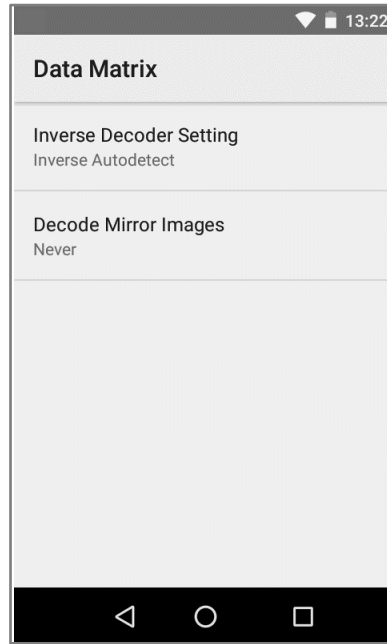 13:22
Data Matrix
Inverse Decoder Setting
Inverse Autodetect
Decode Mirror Images
Never